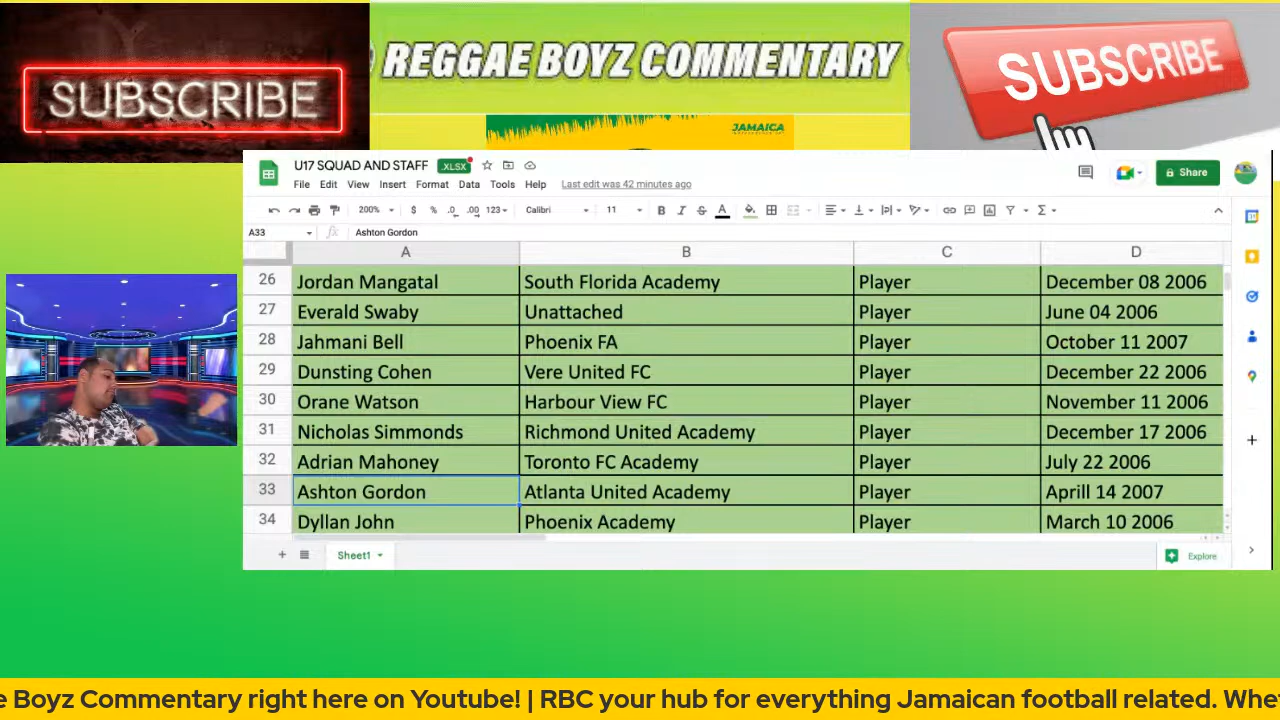 SUBSCRIBE
REGGAE BOYZ COMMENTARY
SUBSCRIBE
JAMAICA
U17 SQUAD AND STAFF .XLSX
File Edit View Insert Format Data Tools Help Last edit was 42 minutes ago
Share
200% $ % .0 .00 123 Calibri 11 B I S A
A33 fx Ashton Gordon
A B C D
26 Jordan Mangatal South Florida Academy Player December 08 2006
27 Everald Swaby Unattached Player June 04 2006
28 Jahmani Bell Phoenix FA Player October 11 2007
29 Dunsting Cohen Vere United FC Player December 22 2006
30 Orane Watson Harbour View FC Player November 11 2006
31 Nicholas Simmonds Richmond United Academy Player December 17 2006
32 Adrian Mahoney Toronto FC Academy Player July 22 2006
33 Ashton Gordon Atlanta United Academy Player Aprill 14 2007
34 Dyllan John Phoenix Academy Player March 10 2006
Sheet1
Explore
e Boyz Commentary right here on Youtube! | RBC your hub for everything Jamaican football related. Whe